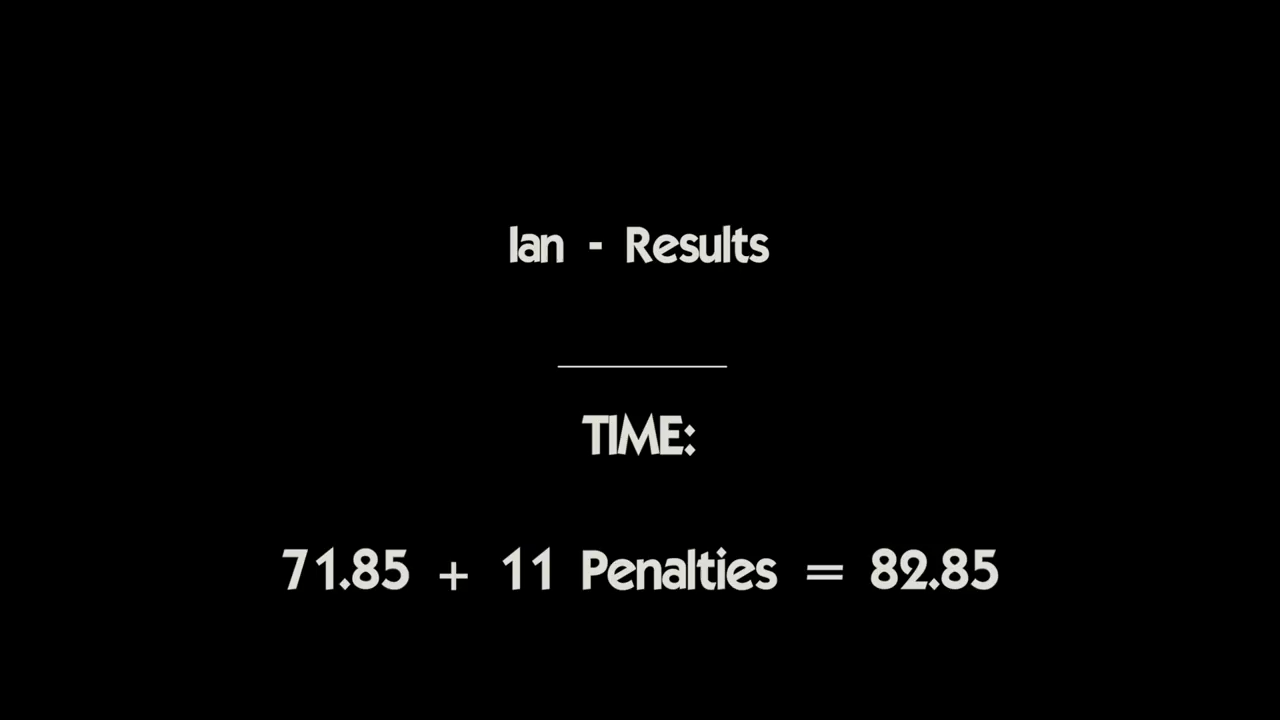 Ian - Results
TIME:
71.85 + 11 Penalties = 82.85